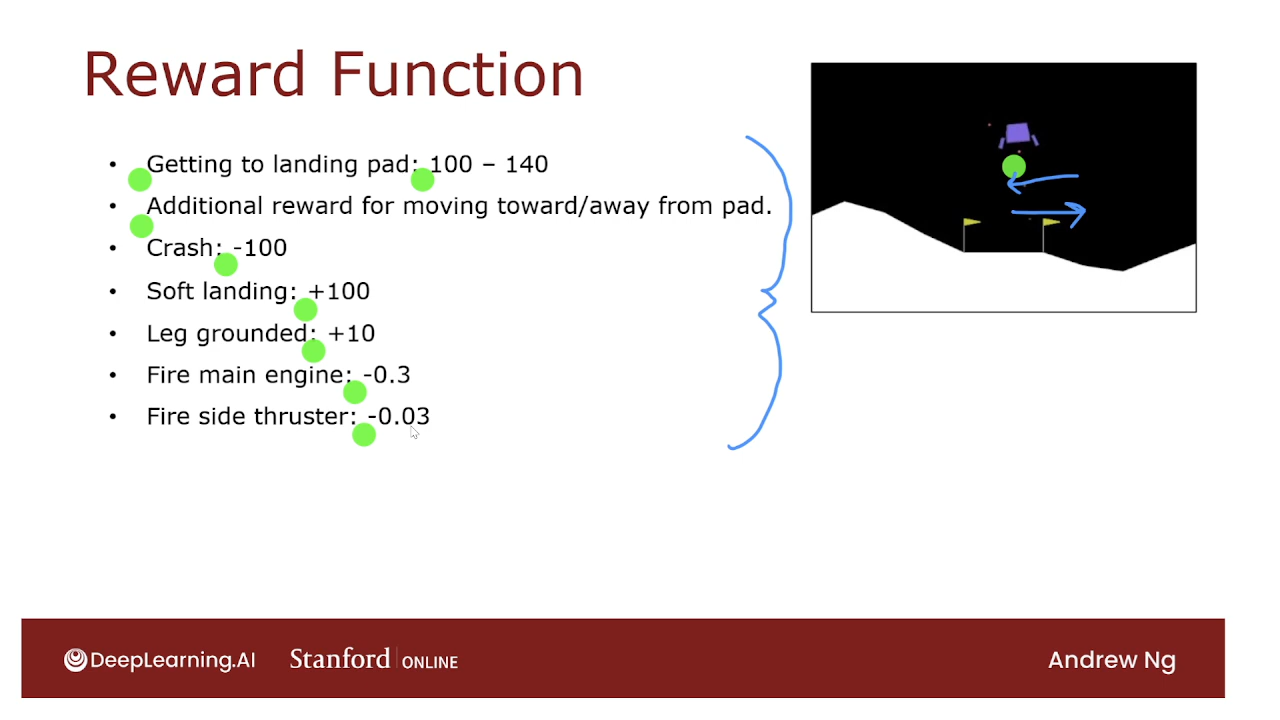 Reward Function
• Getting to landing pad: 100 – 140
• Additional reward for moving toward/away from pad.
• Crash: -100
• Soft landing: +100
• Leg grounded: +10
• Fire main engine: -0.3
• Fire side thruster: -0.03
DeepLearning.AI
Stanford ONLINE
Andrew Ng